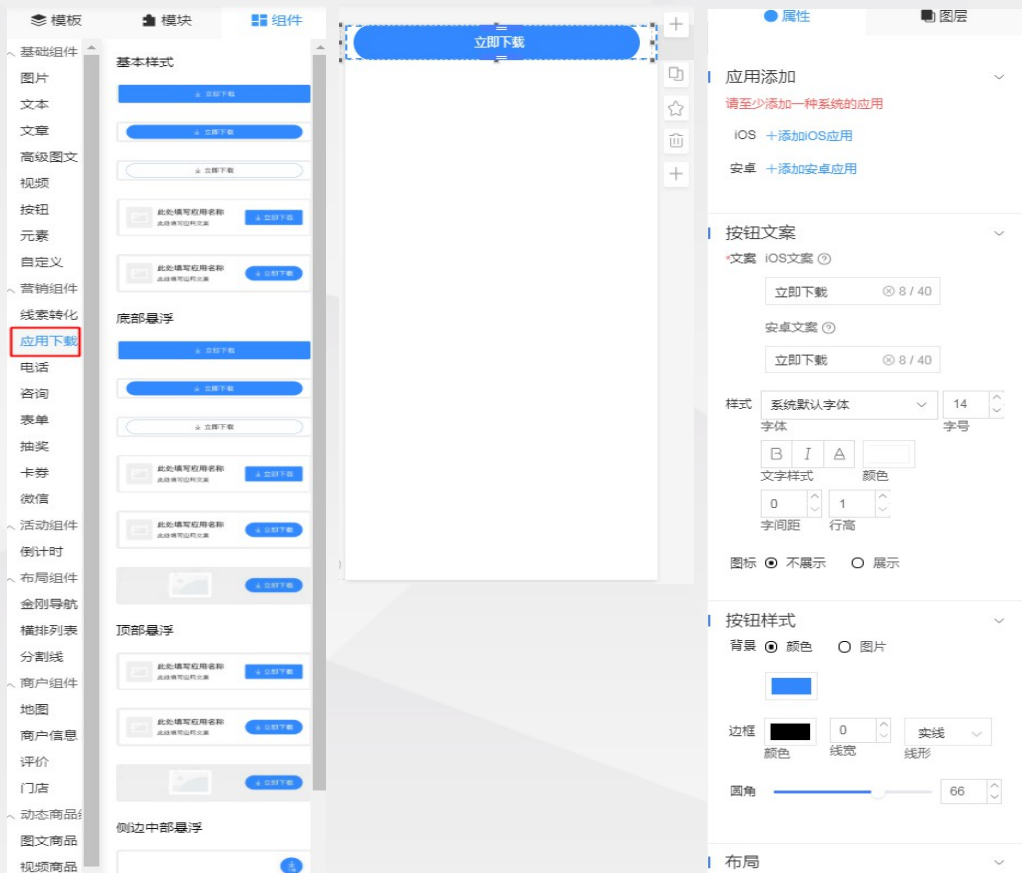 模板
模块
组件
基础组件
图片
文本
文章
高级图文
视频
按钮
元素
自定义
营销组件
线索转化
应用下载
电话
咨询
表单
抽奖
卡券
微信
活动组件
倒计时
布局组件
金刚导航
横排列表
分割线
商户组件
地图
商户信息
评价
门店
动态商品
图文商品
视频商品
基本样式
立即下载
立即下载
立即下载
此处填写应用名称
此处填写应用文案
立即下载
此处填写应用名称
此处填写应用文案
立即下载
底部悬浮
立即下载
立即下载
立即下载
此处填写应用名称
此处填写应用文案
立即下载
此处填写应用名称
此处填写应用文案
立即下载
立即下载
顶部悬浮
此处填写应用名称
此处填写应用文案
立即下载
此处填写应用名称
此处填写应用文案
立即下载
立即下载
侧边中部悬浮
立即下载
属性
图层
应用添加
请至少添加一种系统的应用
iOS +添加iOS应用
安卓 +添加安卓应用
按钮文案
*文案 iOS文案
立即下载 8 / 40
安卓文案
立即下载 8 / 40
样式 系统默认字体 14
字体 字号
B I A
文字样式 颜色
0 1
字间距 行高
图标 不展示 展示
按钮样式
背景 颜色 图片
边框 0 实线
颜色 线宽 线形
圆角 66
布局